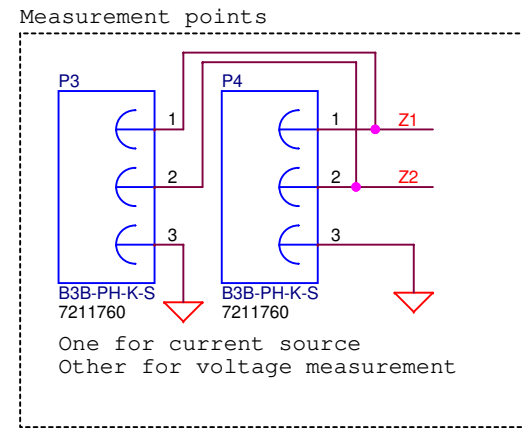 Measurement points
P3
P4
1
1
Z1
2
2
Z2
3
3
B3B-PH-K-S
B3B-PH-K-S
7211760
7211760
One for current source
Other for voltage measurement